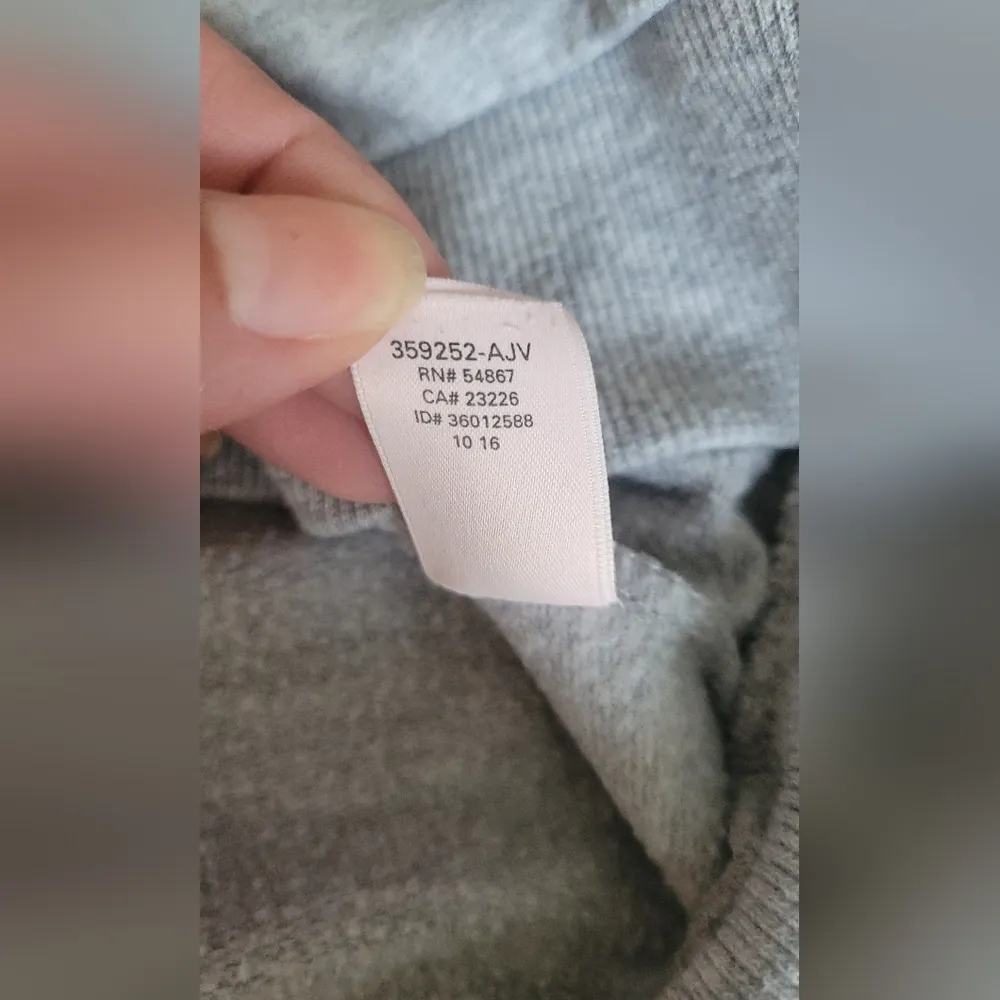 359252-AJV
RN# 54867
CA# 23226
ID# 36012588
10 16